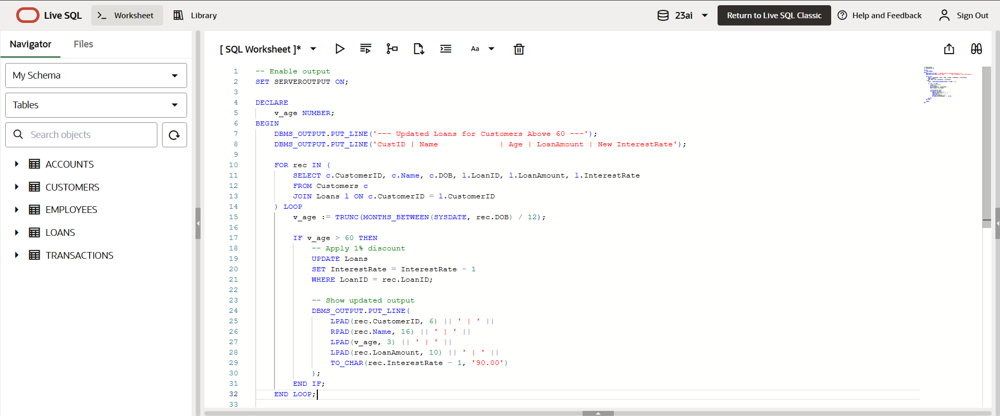 Live SQL
Worksheet
Library
23ai
Return to Live SQL Classic
Help and Feedback
Sign Out
Navigator
Files
My Schema
Tables
Search objects
ACCOUNTS
CUSTOMERS
EMPLOYEES
LOANS
TRANSACTIONS
[ SQL Worksheet ]*
Aa
1 -- Enable output
2 SET SERVEROUTPUT ON;
3
4 DECLARE
5     v_age NUMBER;
6 BEGIN
7     DBMS_OUTPUT.PUT_LINE('--- Updated Loans for Customers Above 60 ---');
8     DBMS_OUTPUT.PUT_LINE('CustID | Name             | Age | LoanAmount | New InterestRate');
9
10     FOR rec IN (
11         SELECT c.CustomerID, c.Name, c.DOB, l.LoanID, l.LoanAmount, l.InterestRate
12         FROM Customers c
13         JOIN Loans l ON c.CustomerID = l.CustomerID
14     ) LOOP
15         v_age := TRUNC(MONTHS_BETWEEN(SYSDATE, rec.DOB) / 12);
16
17         IF v_age > 60 THEN
18             -- Apply 1% discount
19             UPDATE Loans
20             SET InterestRate = InterestRate - 1
21             WHERE LoanID = rec.LoanID;
22
23             -- Show updated output
24             DBMS_OUTPUT.PUT_LINE(
25                 LPAD(rec.CustomerID, 6) || ' | ' ||
26                 RPAD(rec.Name, 16) || ' | ' ||
27                 LPAD(v_age, 3) || ' | ' ||
28                 LPAD(rec.LoanAmount, 10) || ' | ' ||
29                 TO_CHAR(rec.InterestRate - 1, '90.00')
30             );
31         END IF;
32     END LOOP;
33